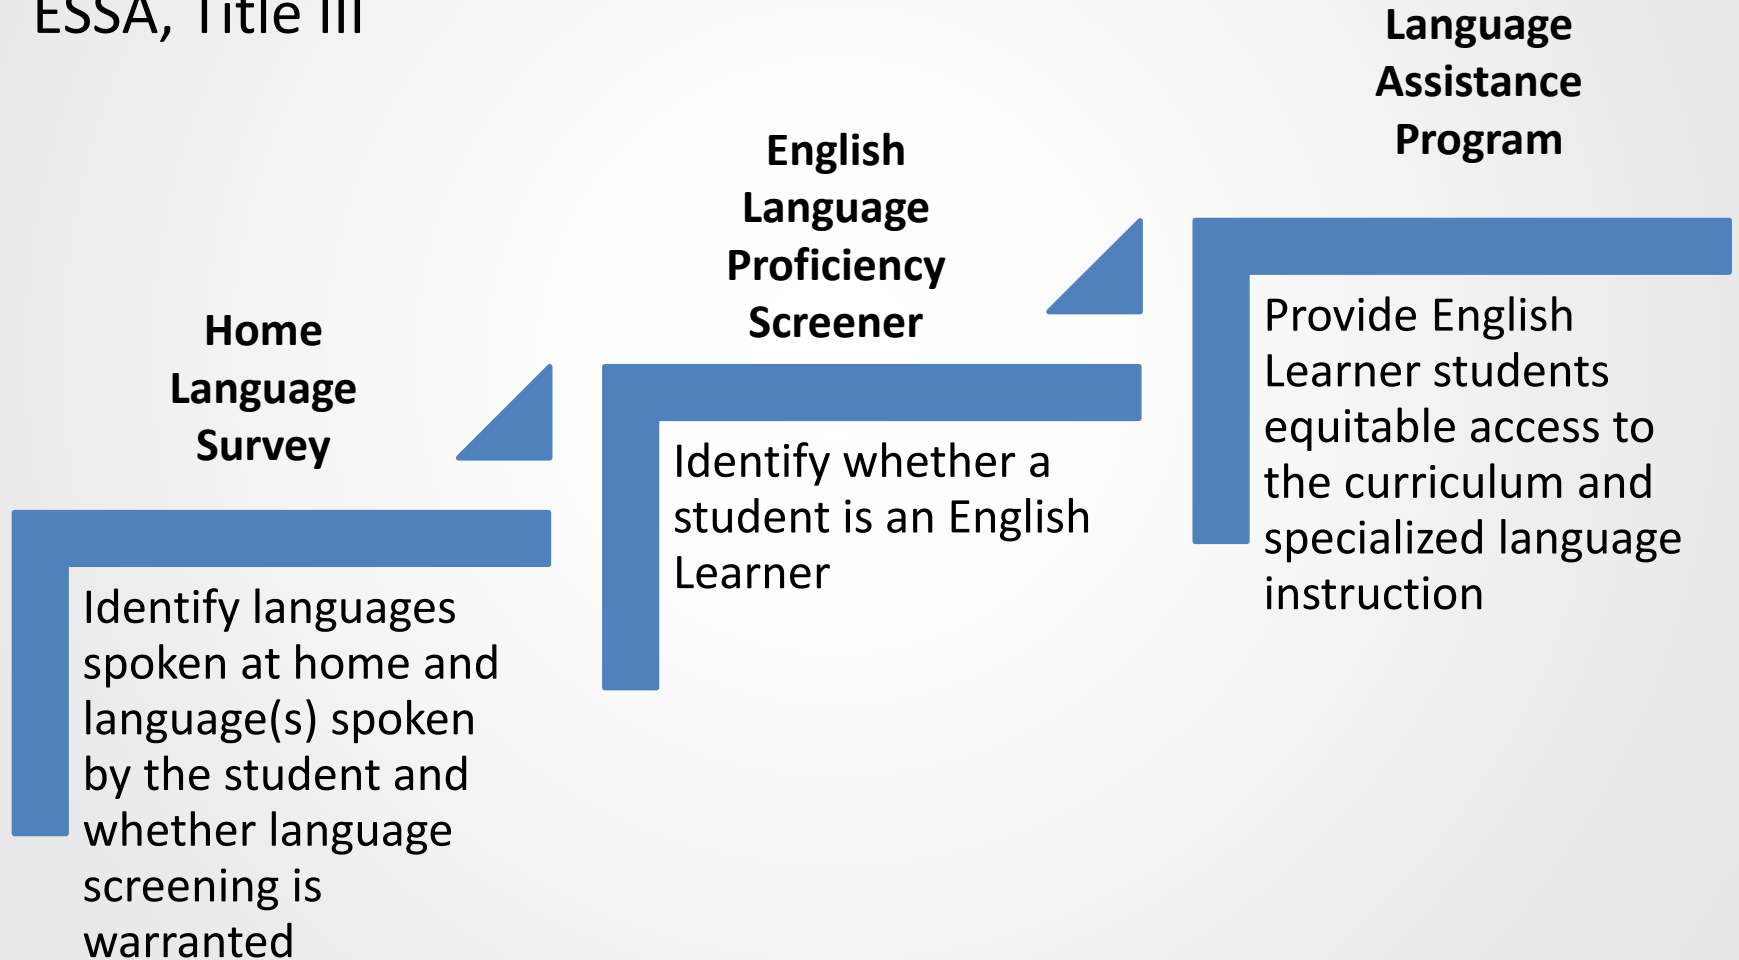 ESSA, Title III
Home
Language
Survey
Identify languages
spoken at home and
language(s) spoken
by the student and
whether language
screening is
warranted
English
Language
Proficiency
Screener
Identify whether a
student is an English
Learner
Language
Assistance
Program
Provide English
Learner students
equitable access to
the curriculum and
specialized language
instruction